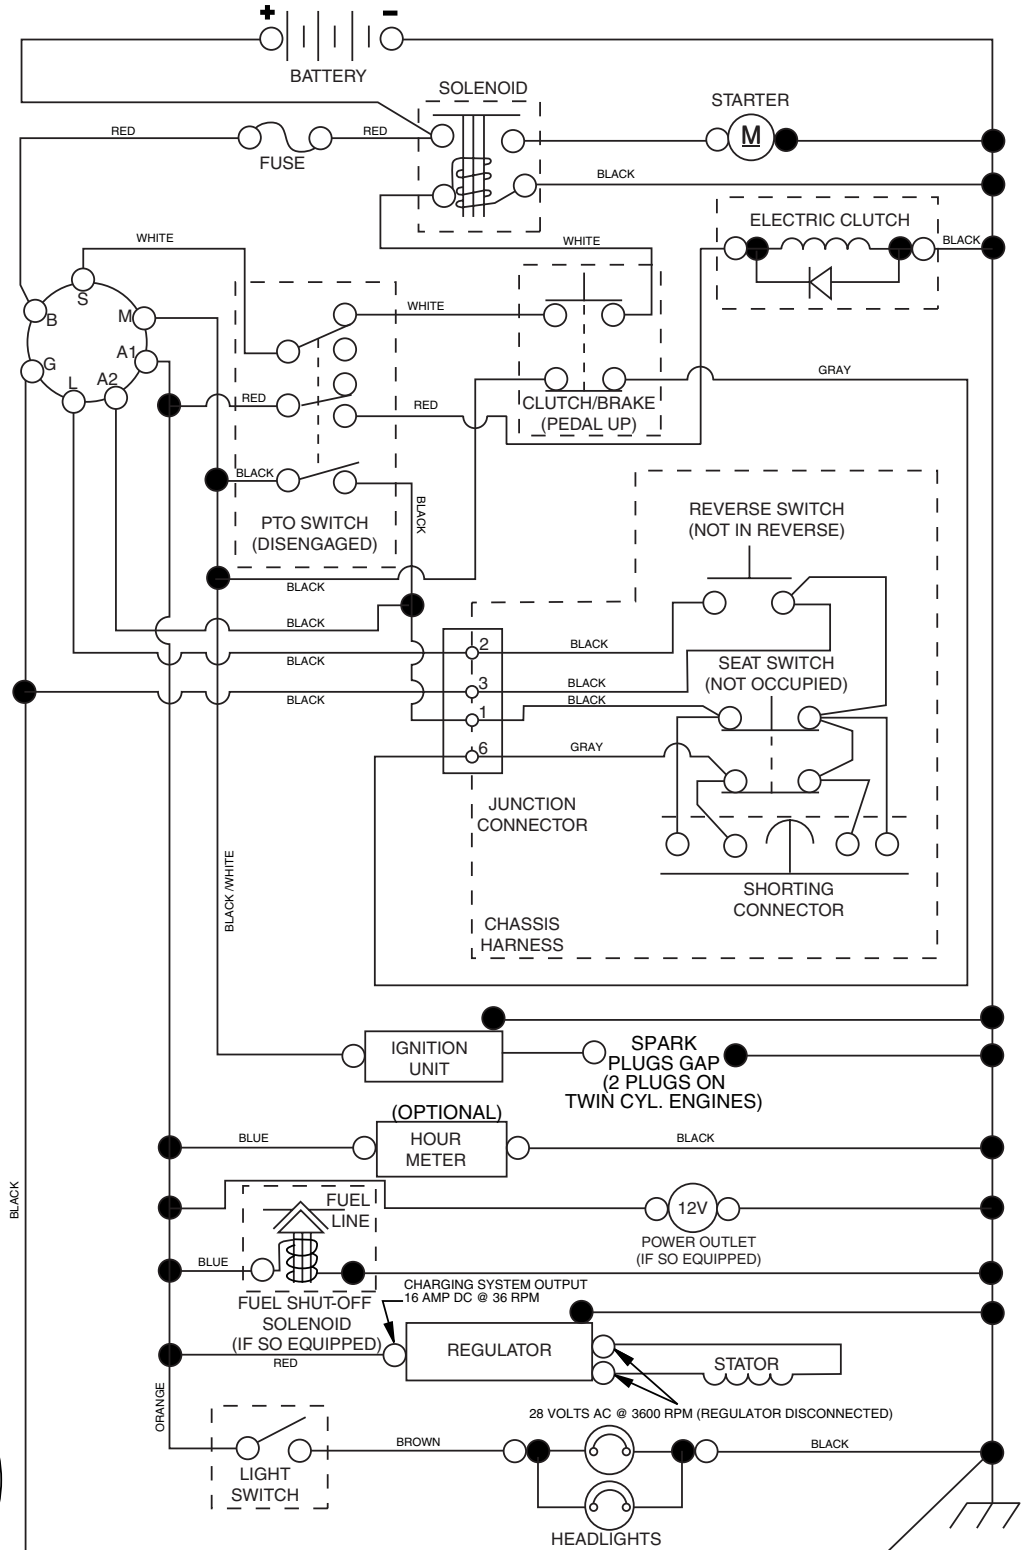 + −
BATTERY
SOLENOID
STARTER
M
RED
FUSE
RED
BLACK
ELECTRIC CLUTCH
BLACK
WHITE
WHITE
S
B
M
G
A1
L
A2
WHITE
RED
RED
CLUTCH/BRAKE
(PEDAL UP)
GRAY
BLACK
PTO SWITCH
(DISENGAGED)
BLACK
REVERSE SWITCH
(NOT IN REVERSE)
BLACK
BLACK
BLACK
BLACK
2
BLACK
3
BLACK
1
BLACK
6
GRAY
SEAT SWITCH
(NOT OCCUPIED)
JUNCTION
CONNECTOR
SHORTING
CONNECTOR
CHASSIS
HARNESS
BLACK /WHITE
IGNITION
UNIT
SPARK
PLUGS GAP
(2 PLUGS ON
TWIN CYL. ENGINES)
(OPTIONAL)
HOUR
METER
BLUE
BLACK
BLACK
FUEL
LINE
12V
POWER OUTLET
(IF SO EQUIPPED)
BLUE
FUEL SHUT-OFF
SOLENOID
(IF SO EQUIPPED)
CHARGING SYSTEM OUTPUT
16 AMP DC @ 36 RPM
RED
REGULATOR
STATOR
28 VOLTS AC @ 3600 RPM (REGULATOR DISCONNECTED)
ORANGE
LIGHT
SWITCH
BROWN
BLACK
HEADLIGHTS